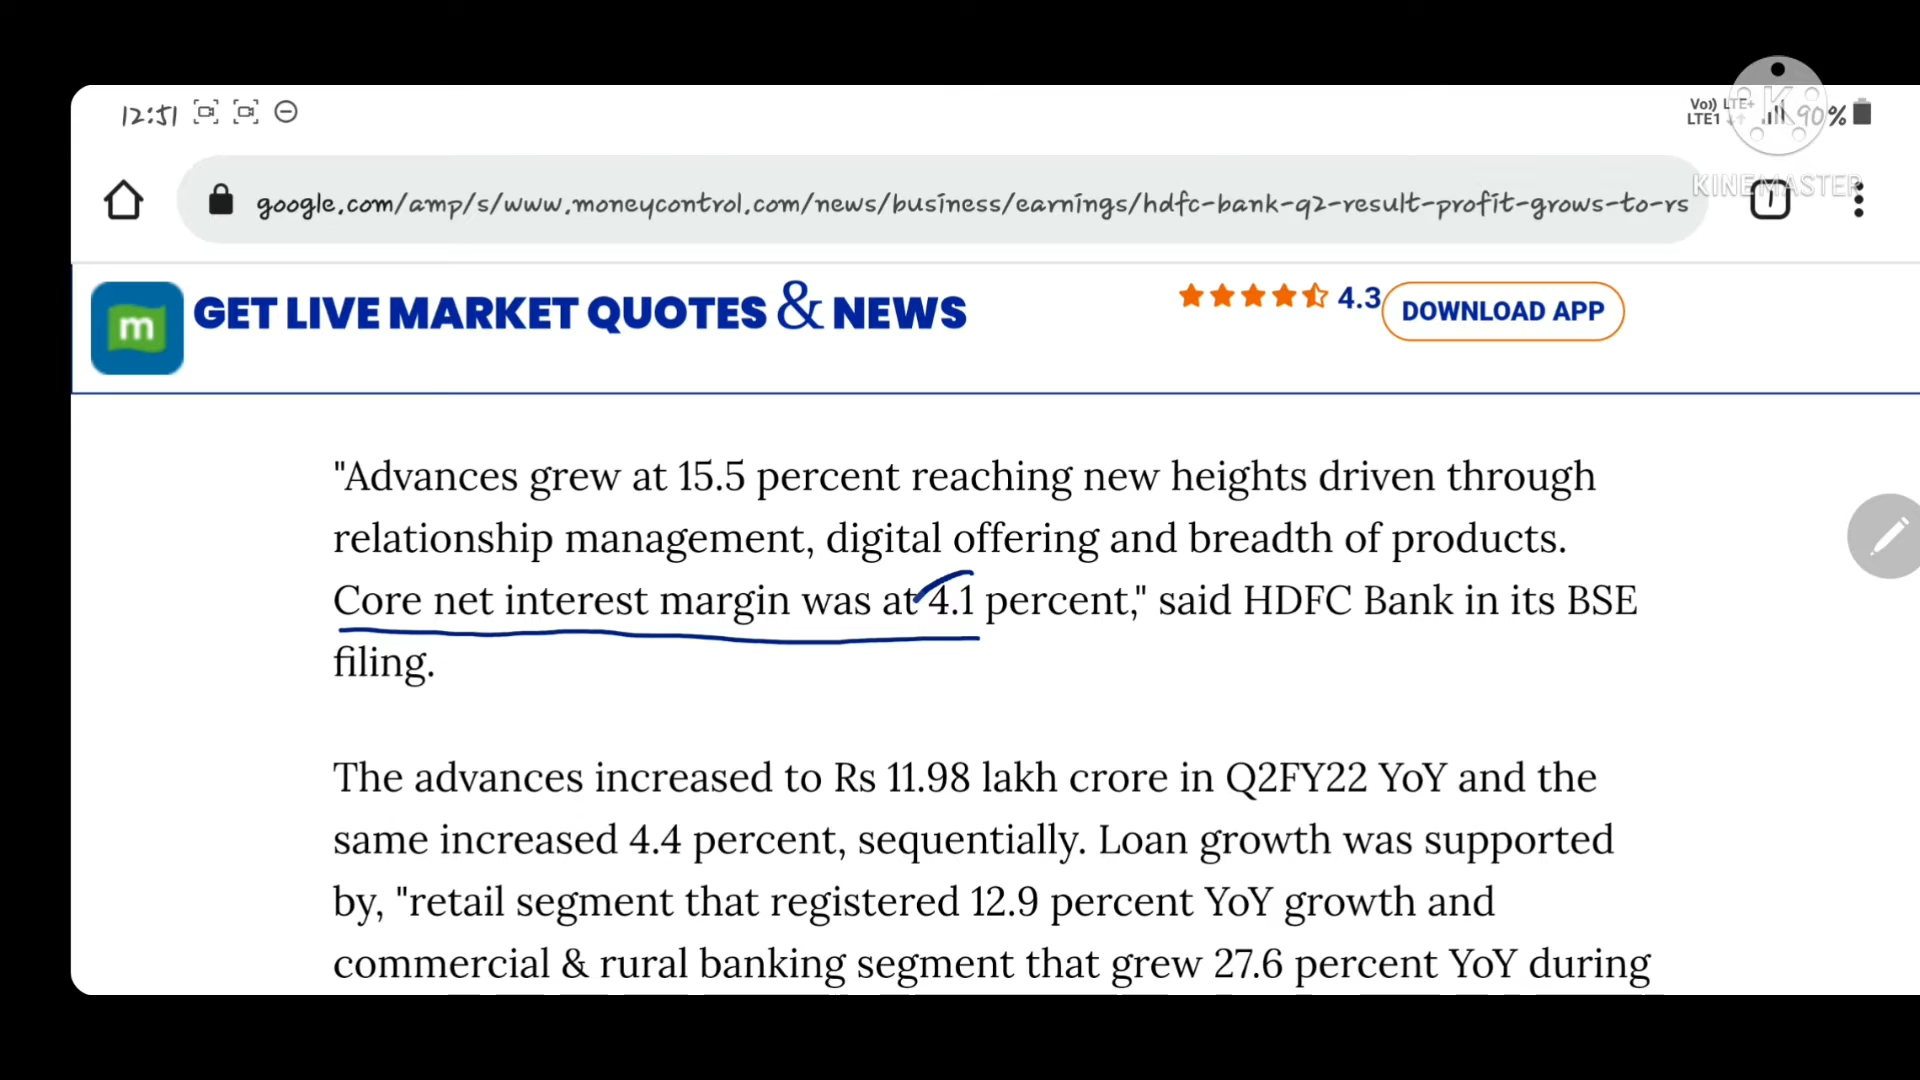 12:51
Vo)) LTE+
LTE1
90%
KINEMASTER
google.com/amp/s/www.moneycontrol.com/news/business/earnings/hdfc-bank-q2-result-profit-grows-to-rs
1
m
GET LIVE MARKET QUOTES & NEWS
4.3
DOWNLOAD APP
"Advances grew at 15.5 percent reaching new heights driven through
relationship management, digital offering and breadth of products.
Core net interest margin was at 4.1 percent," said HDFC Bank in its BSE
filing.
The advances increased to Rs 11.98 lakh crore in Q2FY22 YoY and the
same increased 4.4 percent, sequentially. Loan growth was supported
by, "retail segment that registered 12.9 percent YoY growth and
commercial & rural banking segment that grew 27.6 percent YoY during